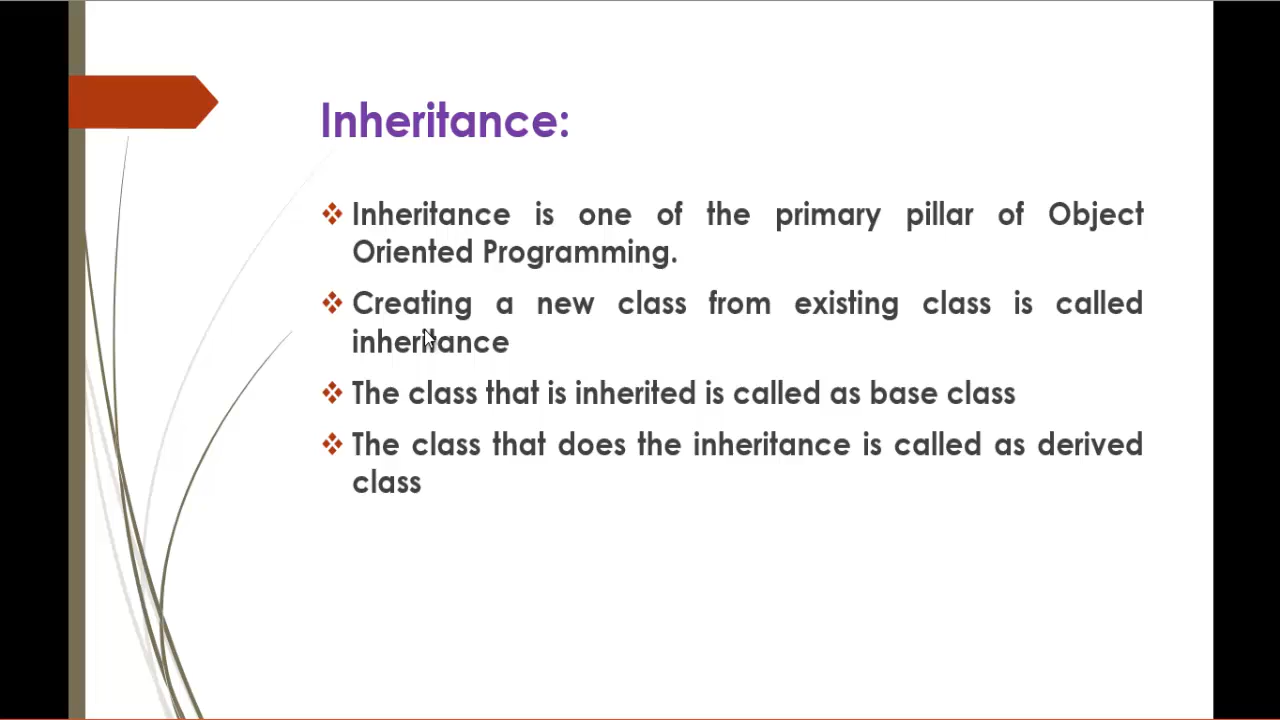 Inheritance:
Inheritance is one of the primary pillar of Object
Oriented Programming.
Creating a new class from existing class is called
inheritance
The class that is inherited is called as base class
The class that does the inheritance is called as derived
class